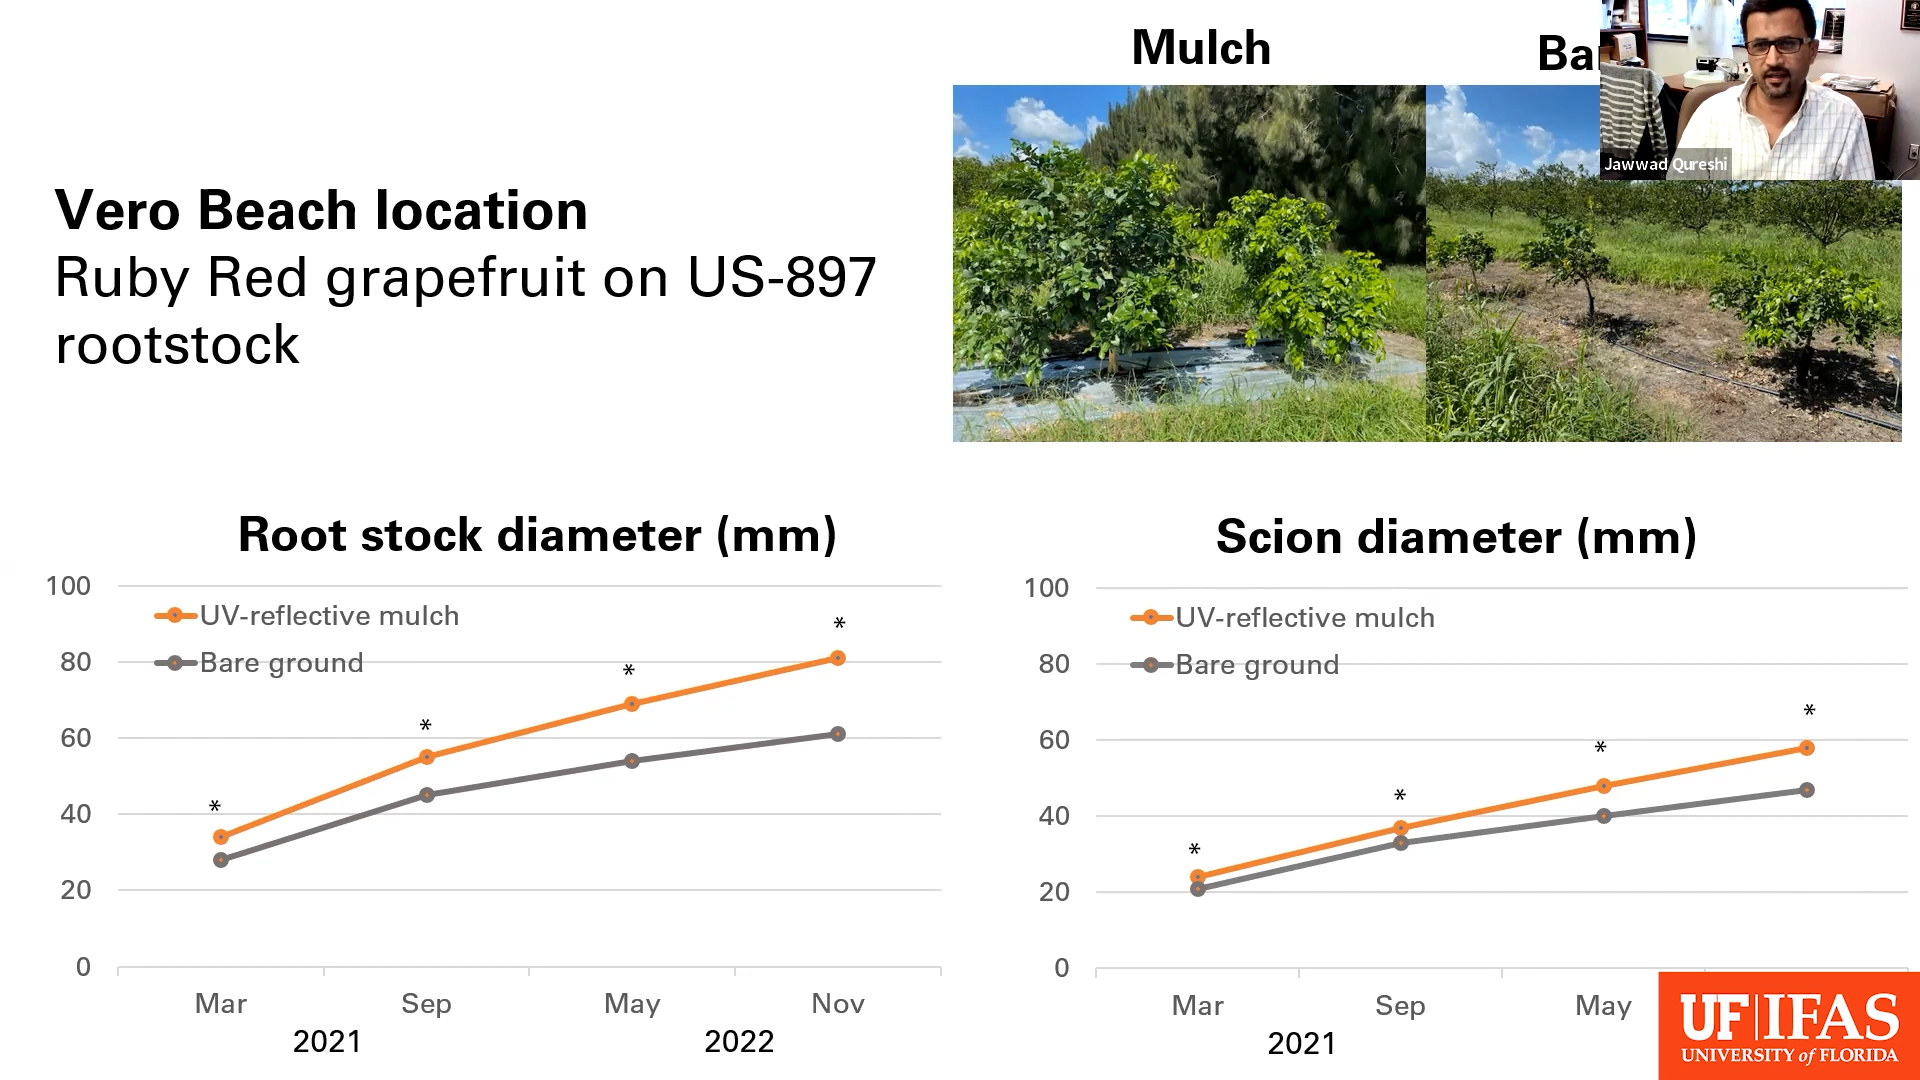 Mulch
Ba
Jawwad Qureshi
Vero Beach location
Ruby Red grapefruit on US-897
rootstock
Root stock diameter (mm)
100
80
60
40
20
0
UV-reflective mulch
Bare ground
*
*
*
*
Mar
Sep
May
Nov
2021
2022
Scion diameter (mm)
100
80
60
40
20
0
UV-reflective mulch
Bare ground
*
*
*
*
Mar
Sep
May
2021
UF|IFAS
UNIVERSITY of FLORIDA